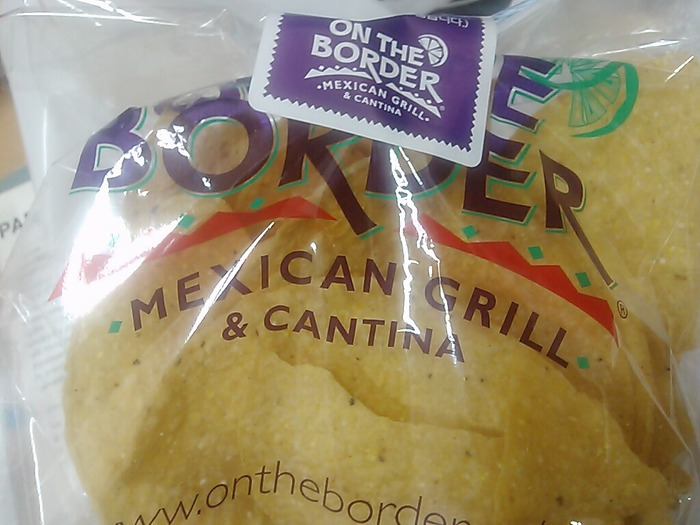 ON THE
BORDER
MEXICAN GRILL
& CANTINA
BORDER
MEXICAN GRILL
& CANTINA
www.ontheborder